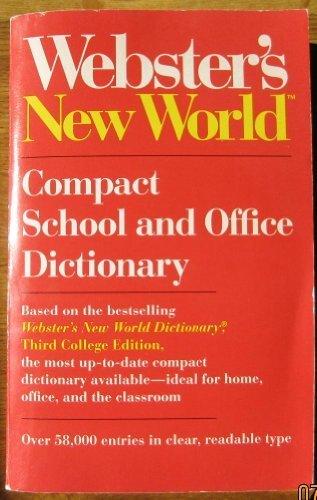 Webster's
New World™
Compact
School and Office
Dictionary
Based on the bestselling
Webster's New World Dictionary,®
Third College Edition,
the most up-to-date compact
dictionary available—ideal for home,
office, and the classroom
Over 58,000 entries in clear, readable type